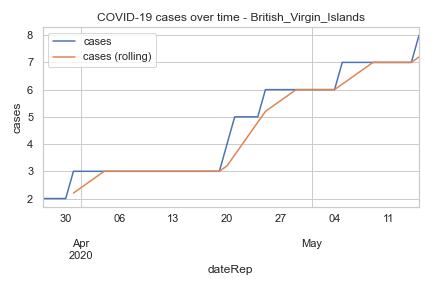 COVID-19 cases over time - British_Virgin_Islands
cases
cases (rolling)
8
7
6
5
4
3
2
cases
30 06 13 20 27 04 11
Apr May
2020
dateRep